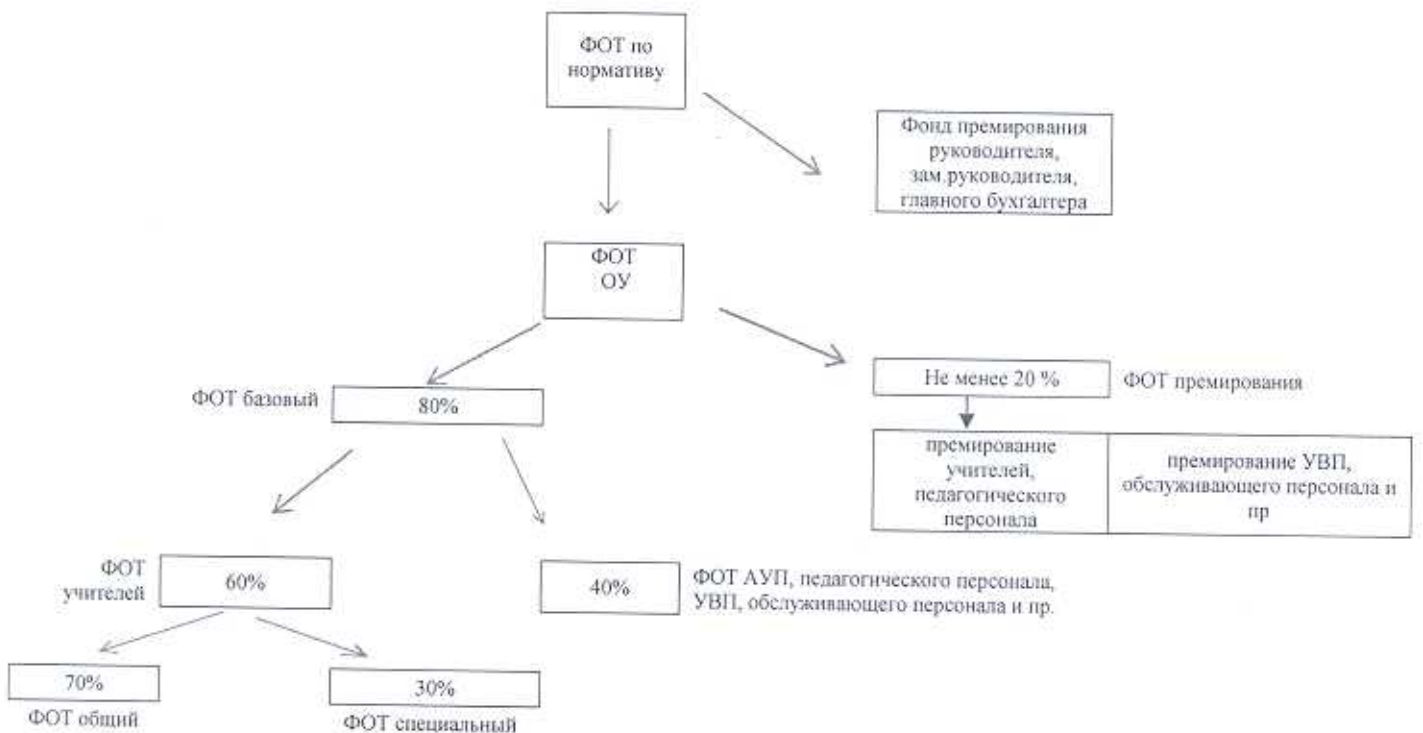 ФОТ по
нормативу
Фонд премирования
руководителя,
зам.руководителя,
главного бухгалтера
ФОТ
ОУ
ФОТ базовый
80%
Не менее 20 %
ФОТ премирования
премирование
учителей,
педагогического
персонала
премирование УВП,
обслуживающего персонала и
пр
ФОТ
учителей
60%
40%
ФОТ АУП, педагогического персонала,
УВП, обслуживающего персонала и пр.
70%
ФОТ общий
30%
ФОТ специальный